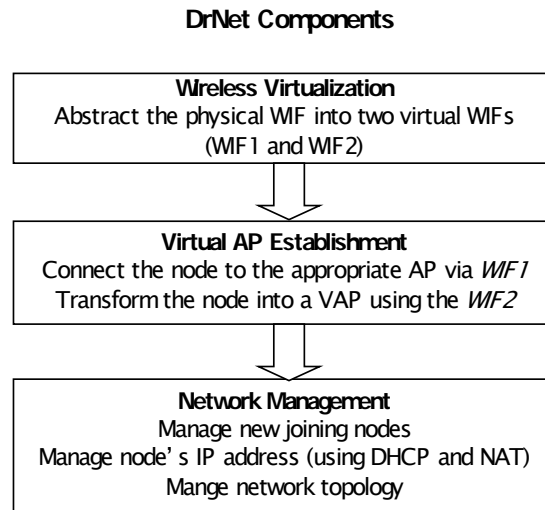 DrNet Components
Wireless Virtualization
Abstract the physical WIF into two virtual WIFs
(WIF1 and WIF2)
Virtual AP Establishment
Connect the node to the appropriate AP via WIF1
Transform the node into a VAP using the WIF2
Network Management
Manage new joining nodes
Manage node's IP address (using DHCP and NAT)
Mange network topology